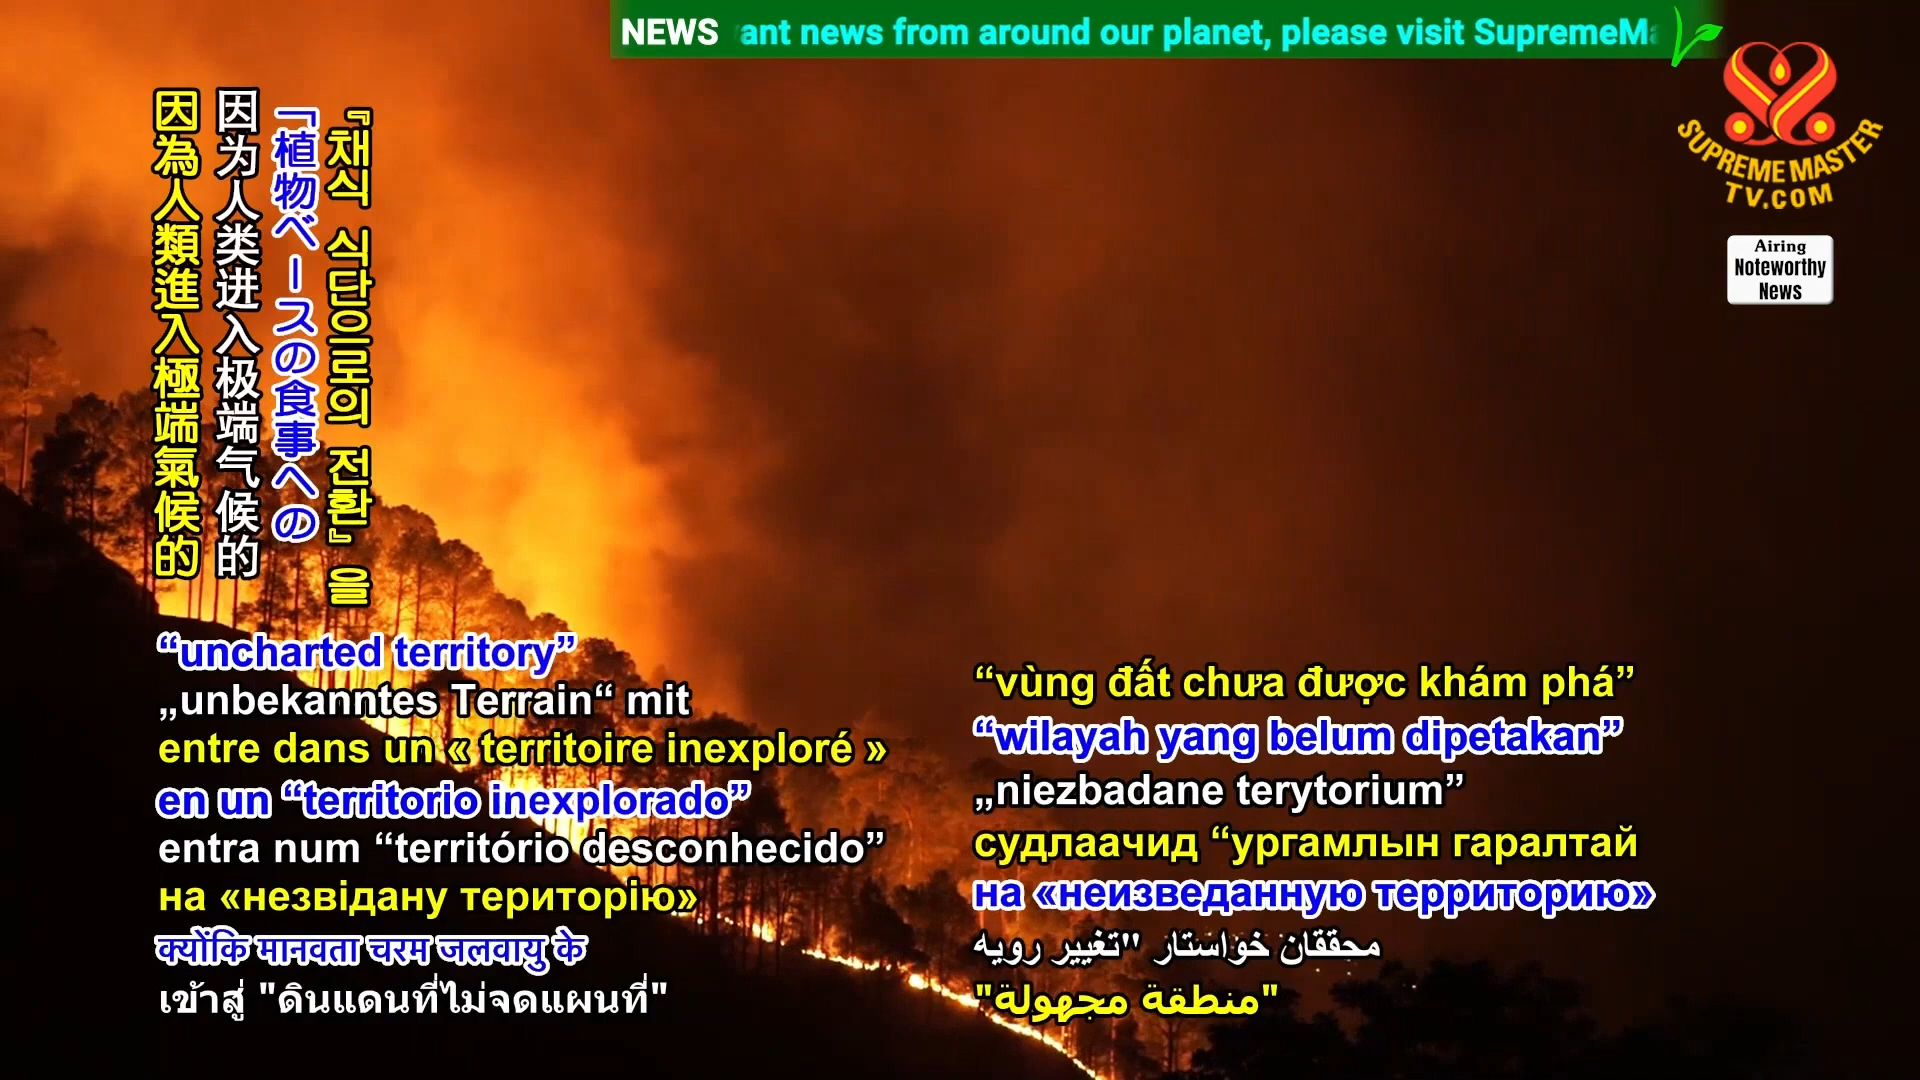 NEWS ant news from around our planet, please visit SupremeMa
SUPREME MASTER
TV.COM
Airing
Noteworthy
News
『채식 식단으로의 전환』을
「植物ベースの食事への
因为人类进入极端气候的
因為人類進入極端氣候的
“uncharted territory”
„unbekanntes Terrain“ mit
entre dans un « territoire inexploré »
en un “territorio inexplorado”
entra num “território desconhecido”
на «незвідану територію»
क्योंकि मानवता चरम जलवायु के
เข้าสู่ "ดินแดนที่ไม่จดแผนที่"
“vùng đất chưa được khám phá”
“wilayah yang belum dipetakan”
„niezbadane terytorium”
судлаачид “ургамлын гаралтай
на «неизведанную территорию»
محققان خواستار "تغییر رویه
"منطقة مجهولة"